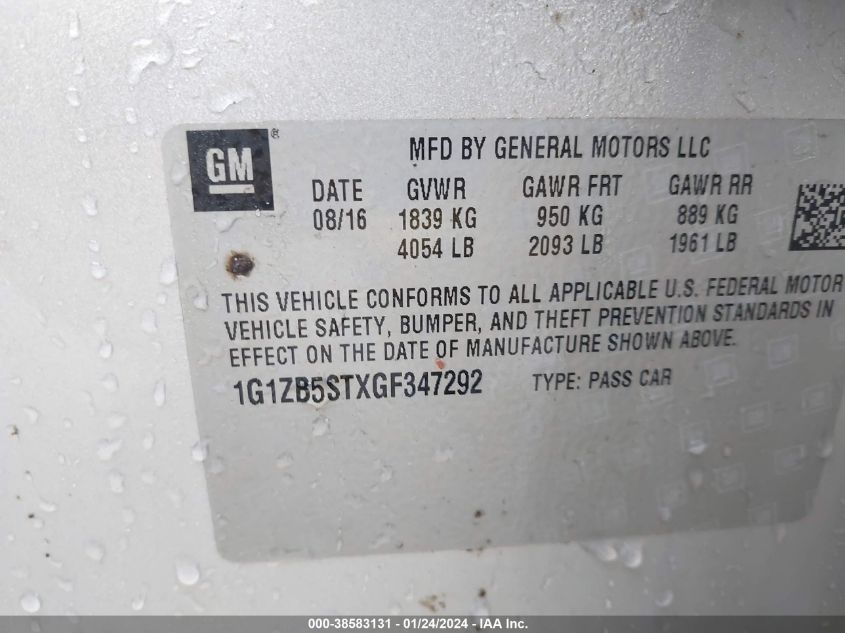 GM®
MFD BY GENERAL MOTORS LLC
DATE GVWR GAWR FRT GAWR RR
08/16 1839 KG 950 KG 889 KG
4054 LB 2093 LB 1961 LB
THIS VEHICLE CONFORMS TO ALL APPLICABLE U.S. FEDERAL MOTOR
VEHICLE SAFETY, BUMPER, AND THEFT PREVENTION STANDARDS IN
EFFECT ON THE DATE OF MANUFACTURE SHOWN ABOVE.
1G1ZB5STXGF347292 TYPE: PASS CAR
000-38583131 - 01/24/2024 - IAA Inc.